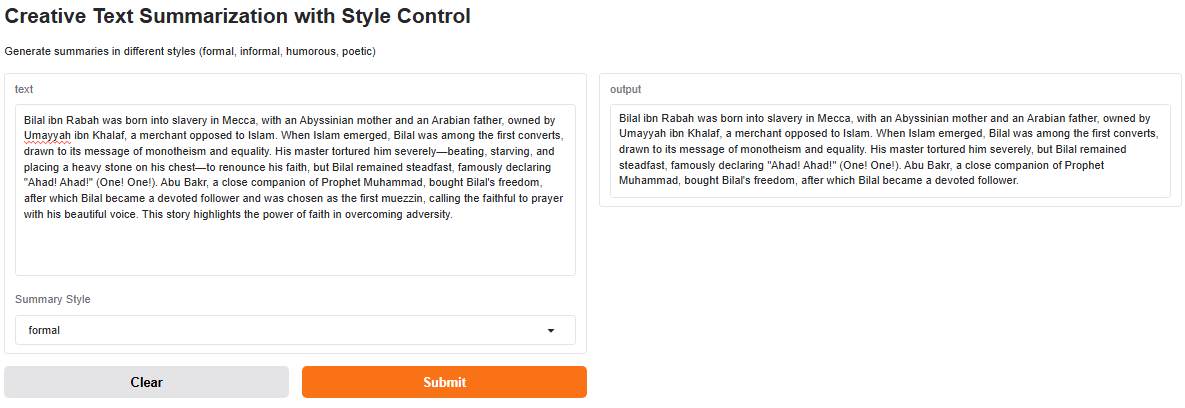 Creative Text Summarization with Style Control
Generate summaries in different styles (formal, informal, humorous, poetic)
text
Bilal ibn Rabah was born into slavery in Mecca, with an Abyssinian mother and an Arabian father, owned by
Umayyah ibn Khalaf, a merchant opposed to Islam. When Islam emerged, Bilal was among the first converts,
drawn to its message of monotheism and equality. His master tortured him severely—beating, starving, and
placing a heavy stone on his chest—to renounce his faith, but Bilal remained steadfast, famously declaring
"Ahad! Ahad!" (One! One!). Abu Bakr, a close companion of Prophet Muhammad, bought Bilal's freedom,
after which Bilal became a devoted follower and was chosen as the first muezzin, calling the faithful to prayer
with his beautiful voice. This story highlights the power of faith in overcoming adversity.
Summary Style
formal
Clear
Submit
output
Bilal ibn Rabah was born into slavery in Mecca, with an Abyssinian mother and an Arabian father, owned by
Umayyah ibn Khalaf, a merchant opposed to Islam. When Islam emerged, Bilal was among the first converts,
drawn to its message of monotheism and equality. His master tortured him severely, but Bilal remained
steadfast, famously declaring "Ahad! Ahad!" (One! One!). Abu Bakr, a close companion of Prophet
Muhammad, bought Bilal's freedom, after which Bilal became a devoted follower.